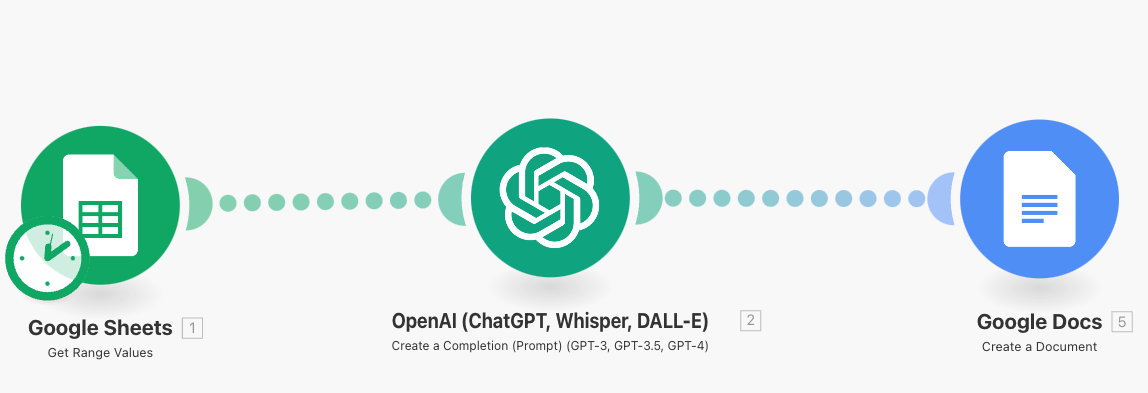 Google Sheets 1
Get Range Values
OpenAI (ChatGPT, Whisper, DALL-E) 2
Create a Completion (Prompt) (GPT-3, GPT-3.5, GPT-4)
Google Docs 5
Create a Document